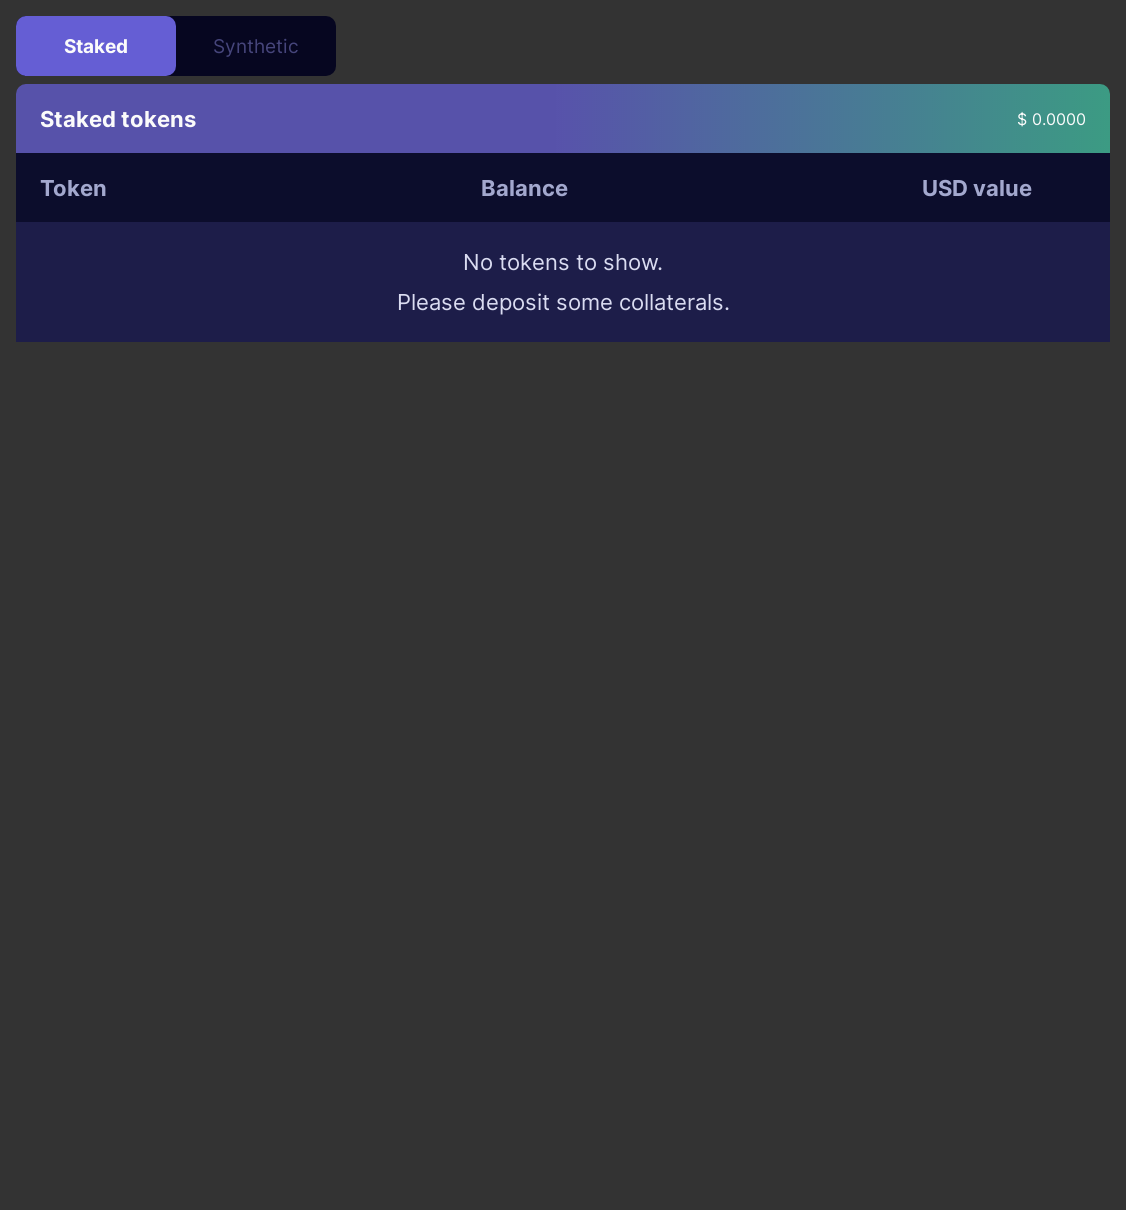 Staked
Synthetic
Staked tokens
$ 0.0000
Token
Balance
USD value
No tokens to show.
Please deposit some collaterals.